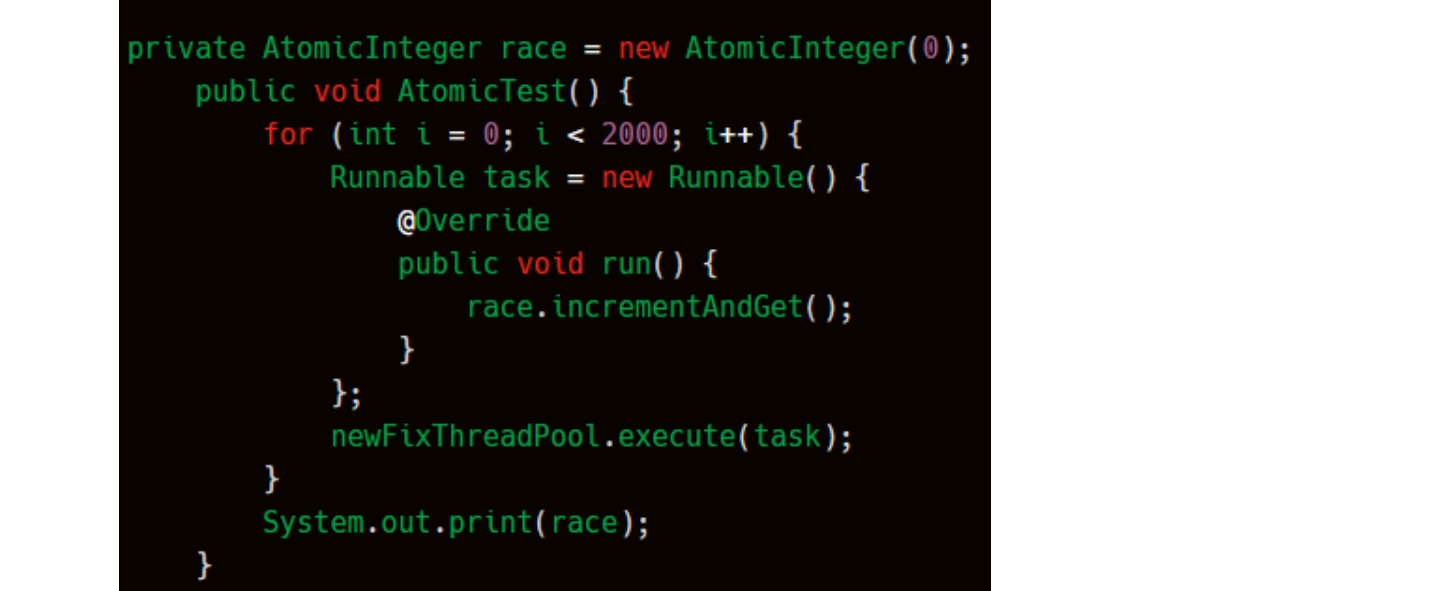 private AtomicInteger race = new AtomicInteger(0);
    public void AtomicTest() {
        for (int i = 0; i < 2000; i++) {
            Runnable task = new Runnable() {
                @Override
                public void run() {
                    race.incrementAndGet();
                }
            };
            newFixThreadPool.execute(task);
        }
        System.out.print(race);
    }